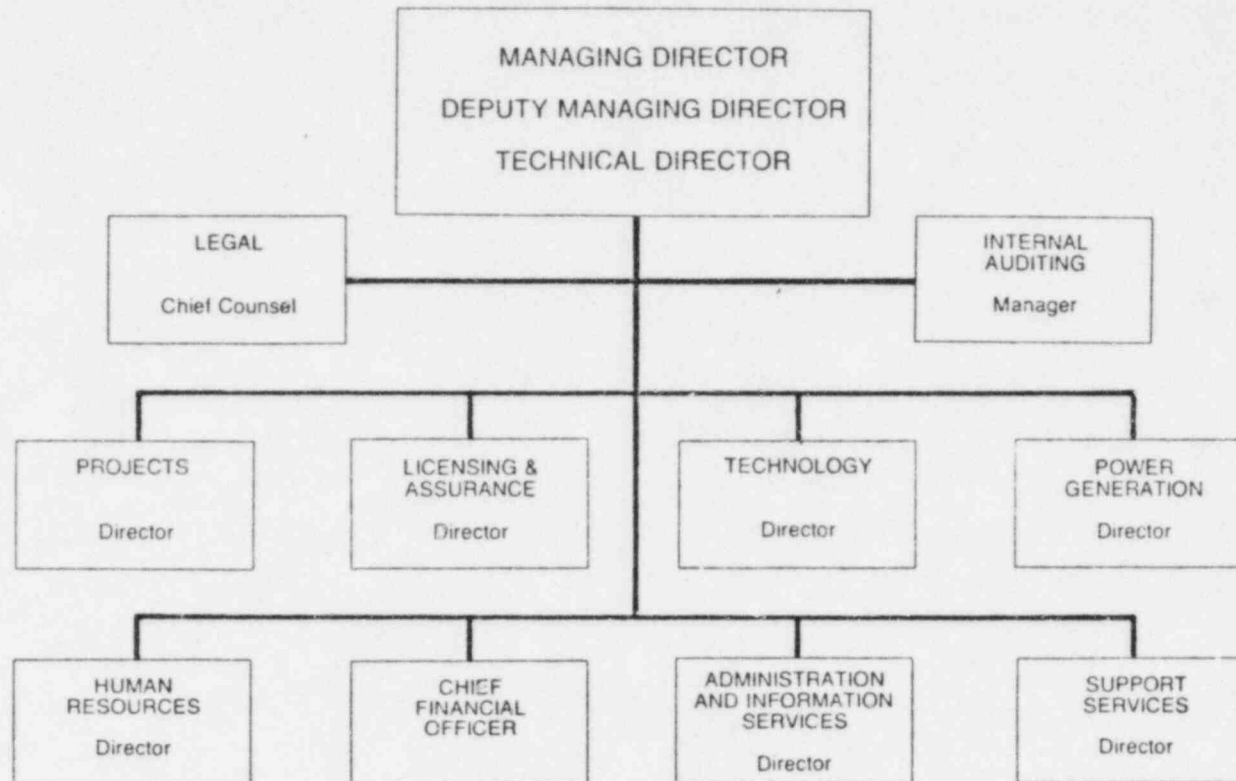 MANAGING DIRECTOR
DEPUTY MANAGING DIRECTOR
TECHNICAL DIRECTOR
LEGAL
Chief Counsel
INTERNAL
AUDITING
Manager
PROJECTS
Director
LICENSING &
ASSURANCE
Director
TECHNOLOGY
Director
POWER
GENERATION
Director
HUMAN
RESOURCES
Director
CHIEF
FINANCIAL
OFFICER
ADMINISTRATION
AND INFORMATION
SERVICES
Director
SUPPORT
SERVICES
Director